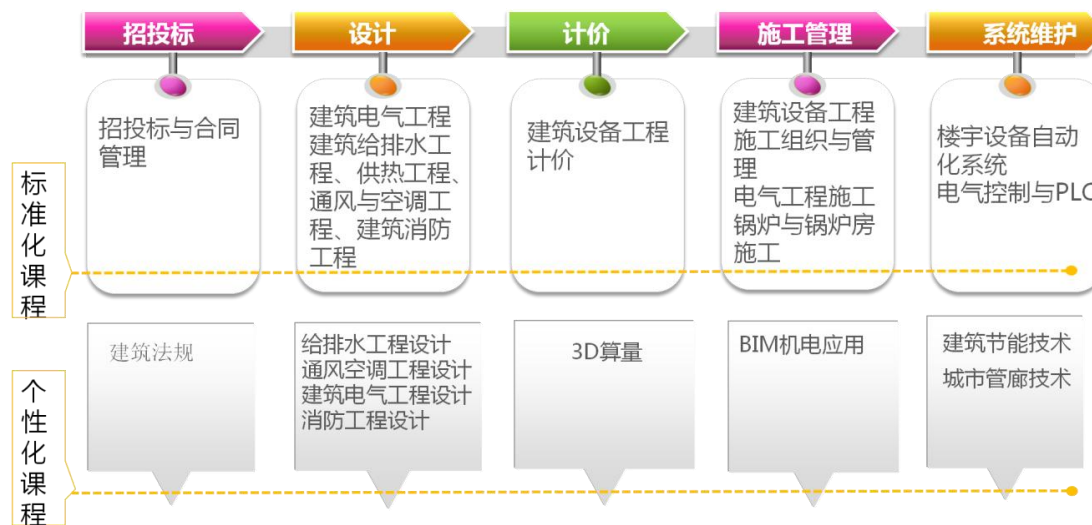 招投标
设计
计价
施工管理
系统维护
标准化课程
招投标与合同
管理
建筑电气工程
建筑给排水工
程、供热工程、
通风与空调工
程、建筑消防
工程
建筑设备工程
计价
建筑设备工程
施工组织与管
理
电气工程施工
锅炉与锅炉房
施工
楼宇设备自动
化系统
电气控制与PLC
个性化课程
建筑法规
给排水工程设计
通风空调工程设计
建筑电气工程设计
消防工程设计
3D算量
BIM机电应用
建筑节能技术
城市管廊技术